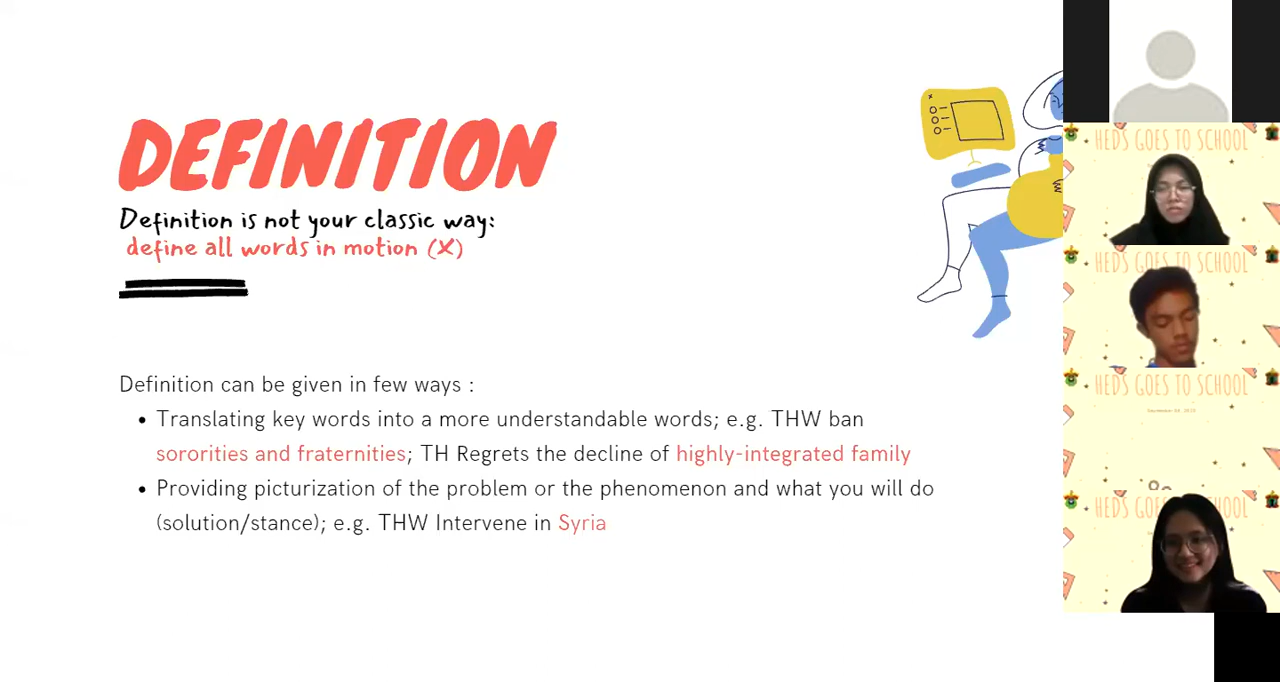 DEFINITION
Definition is not your classic way:
define all words in motion (X)
Definition can be given in few ways :
• Translating key words into a more understandable words; e.g. THW ban
sororities and fraternities; TH Regrets the decline of highly-integrated family
• Providing picturization of the problem or the phenomenon and what you will do
(solution/stance); e.g. THW Intervene in Syria
HEDS GOES TO SCHOOL
HEDS GOES TO SCHOOL
HEDS GOES TO SCHOOL
HEDS GOES